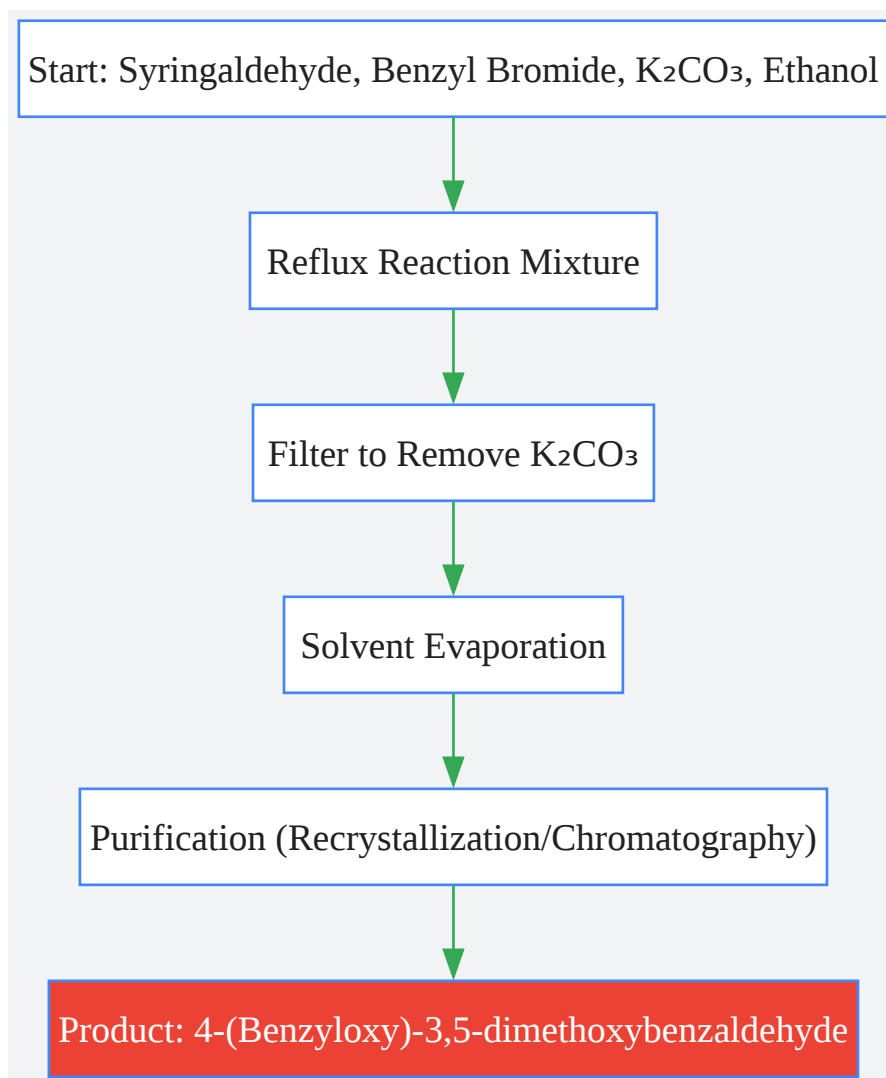 Start: Syringaldehyde, Benzyl Bromide, K₂CO₃, Ethanol
Reflux Reaction Mixture
Filter to Remove K₂CO₃
Solvent Evaporation
Purification (Recrystallization/Chromatography)
Product: 4-(Benzyloxy)-3,5-dimethoxybenzaldehyde